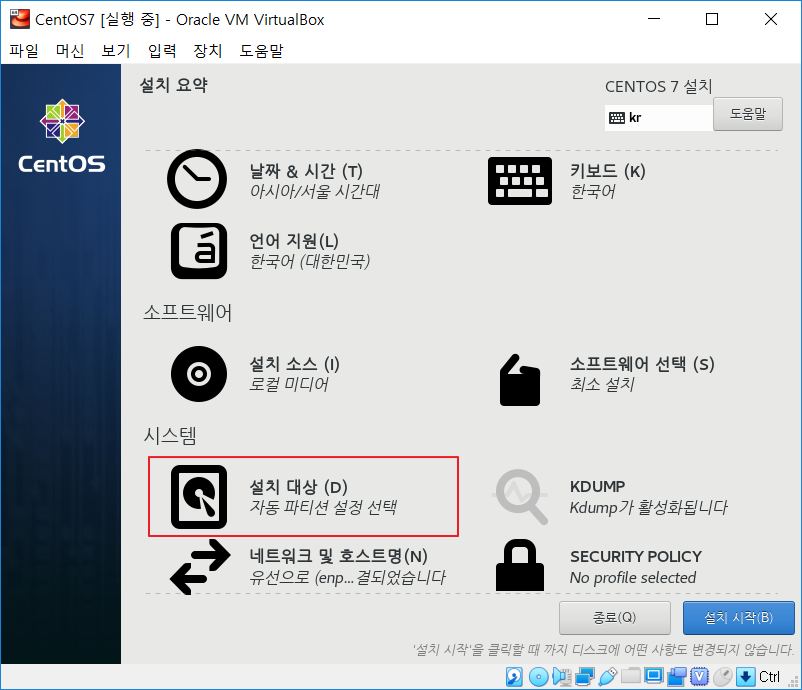 CentOS7 [실행 중] - Oracle VM VirtualBox
파일 머신 보기 입력 장치 도움말
CentOS
설치 요약
CENTOS 7 설치
kr
도움말
날짜 & 시간 (T)
아시아/서울 시간대
키보드 (K)
한국어
언어 지원(L)
한국어 (대한민국)
소프트웨어
설치 소스 (I)
로컬 미디어
소프트웨어 선택 (S)
최소 설치
시스템
설치 대상 (D)
자동 파티션 설정 선택
KDUMP
Kdump가 활성화됩니다
네트워크 및 호스트명(N)
유선으로 (enp...결되었습니다
SECURITY POLICY
No profile selected
종료(Q)
설치 시작(B)
'설치 시작'을 클릭할 때 까지 디스크에 어떤 사항도 변경되지 않습니다.
Ctrl